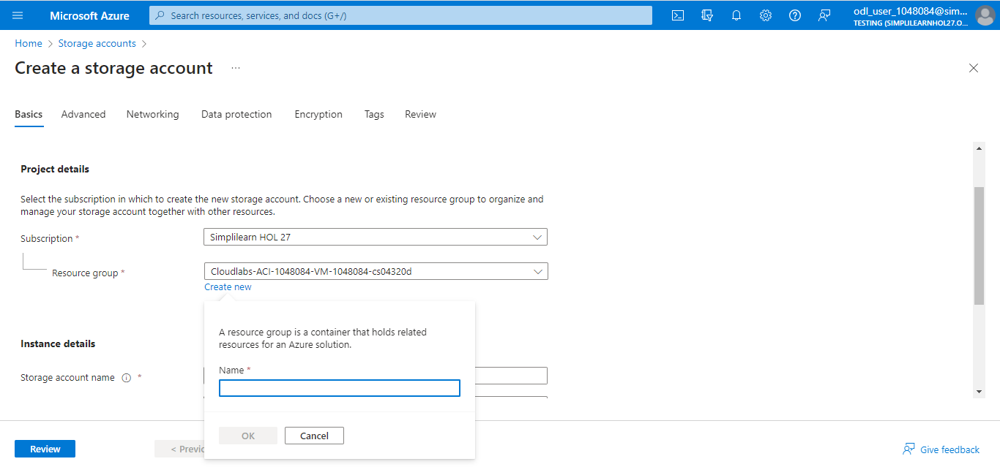 Microsoft Azure
Search resources, services, and docs (G+/)
odl_user_1048084@sim...
TESTING (SIMPLILEARNHOL27.O...
Home > Storage accounts >
Create a storage account ...
Basics Advanced Networking Data protection Encryption Tags Review
Project details
Select the subscription in which to create the new storage account. Choose a new or existing resource group to organize and
manage your storage account together with other resources.
Subscription *
Simplilearn HOL 27
Resource group *
Cloudlabs-ACI-1048084-VM-1048084-cs04320d
Create new
A resource group is a container that holds related
resources for an Azure solution.
Name *
Instance details
Storage account name *
OK Cancel
Review
< Previo
Give feedback